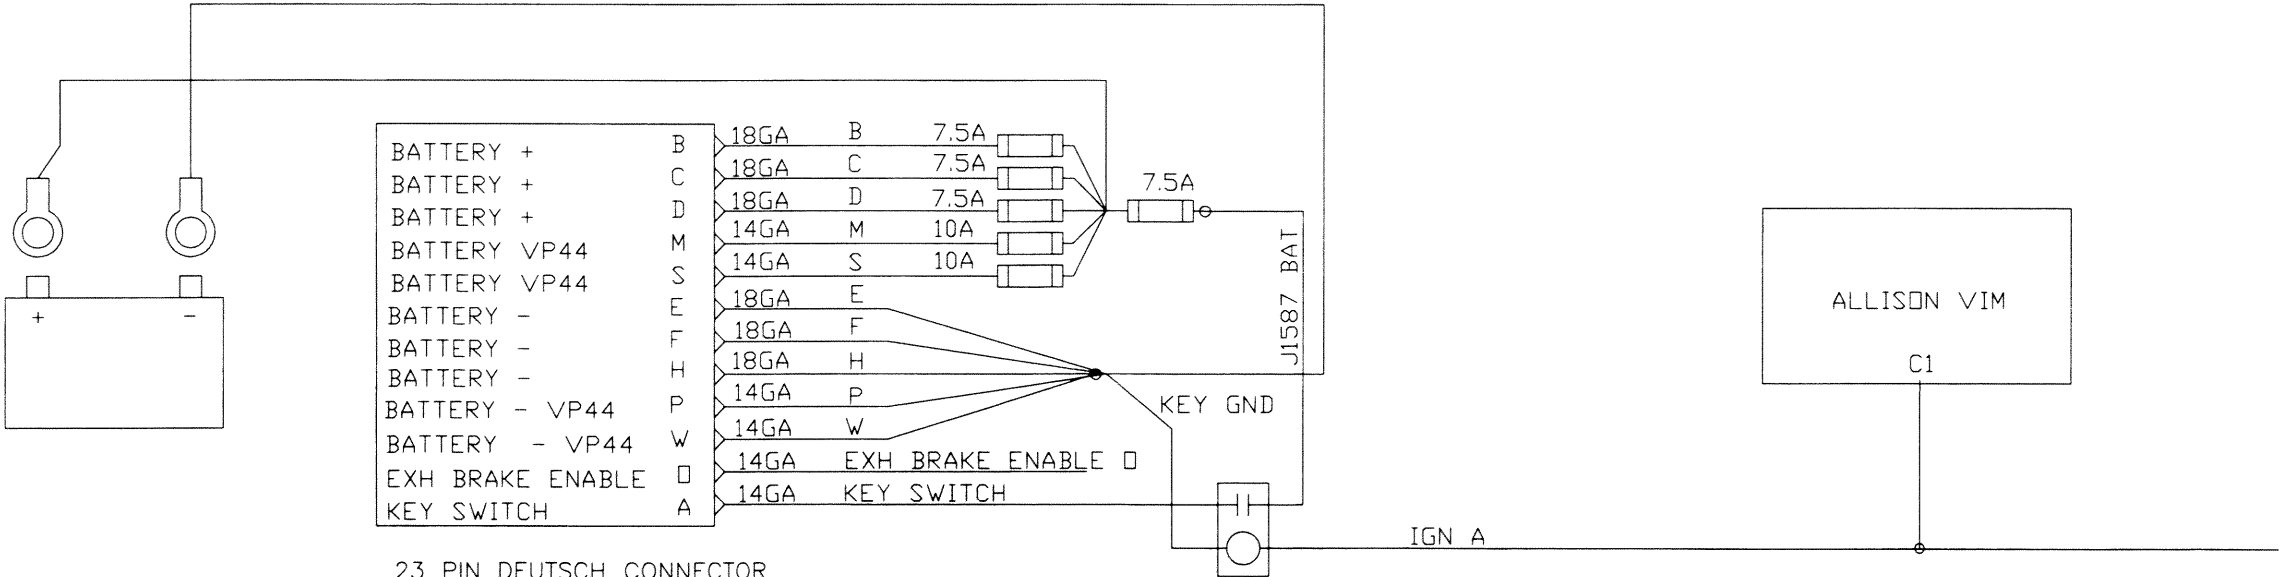 BATTERY + B 18GA B 7.5A
BATTERY + C 18GA C 7.5A
BATTERY + D 18GA D 7.5A
BATTERY VP44 M 14GA M 10A
BATTERY VP44 S 14GA S 10A
BATTERY - E 18GA E
BATTERY - F 18GA F
BATTERY - H 18GA H
BATTERY - VP44 P 14GA P
BATTERY - VP44 W 14GA W
EXH BRAKE ENABLE O 14GA EXH BRAKE ENABLE O
KEY SWITCH A 14GA KEY SWITCH
23 PIN DEUTSCH CONNECTOR
+ -
7.5A
J1587 BAT
KEY GND
IGN A
ALLISON VIM
C1